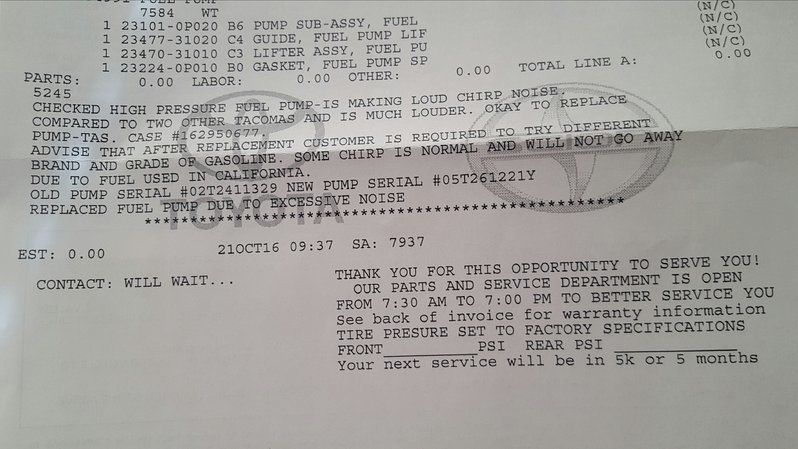 FUEL PUMP
7584 WT (N/C)
1 23101-0P020 B6 PUMP SUB-ASSY, FUEL (N/C)
1 23477-31020 C4 GUIDE, FUEL PUMP LIF (N/C)
1 23470-31010 C3 LIFTER ASSY, FUEL PU (N/C)
1 23224-0P010 B0 GASKET, FUEL PUMP SP
PARTS: 0.00 LABOR: 0.00 OTHER: 0.00 TOTAL LINE A: 0.00
5245
CHECKED HIGH PRESSURE FUEL PUMP-IS MAKING LOUD CHIRP NOISE.
COMPARED TO TWO OTHER TACOMAS AND IS MUCH LOUDER. OKAY TO REPLACE
PUMP-TAS. CASE #162950677.
ADVISE THAT AFTER REPLACEMENT CUSTOMER IS REQUIRED TO TRY DIFFERENT
BRAND AND GRADE OF GASOLINE. SOME CHIRP IS NORMAL AND WILL NOT GO AWAY
DUE TO FUEL USED IN CALIFORNIA.
OLD PUMP SERIAL #02T2411329 NEW PUMP SERIAL #05T261221Y
REPLACED FUEL PUMP DUE TO EXCESSIVE NOISE
TOYOTA
*****************************************************
EST: 0.00 21OCT16 09:37 SA: 7937
CONTACT: WILL WAIT...
THANK YOU FOR THIS OPPORTUNITY TO SERVE YOU!
OUR PARTS AND SERVICE DEPARTMENT IS OPEN
FROM 7:30 AM TO 7:00 PM TO BETTER SERVICE YOU
See back of invoice for warranty information
TIRE PRESURE SET TO FACTORY SPECIFICATIONS
FRONT__________PSI REAR PSI _____________
Your next service will be in 5k or 5 months